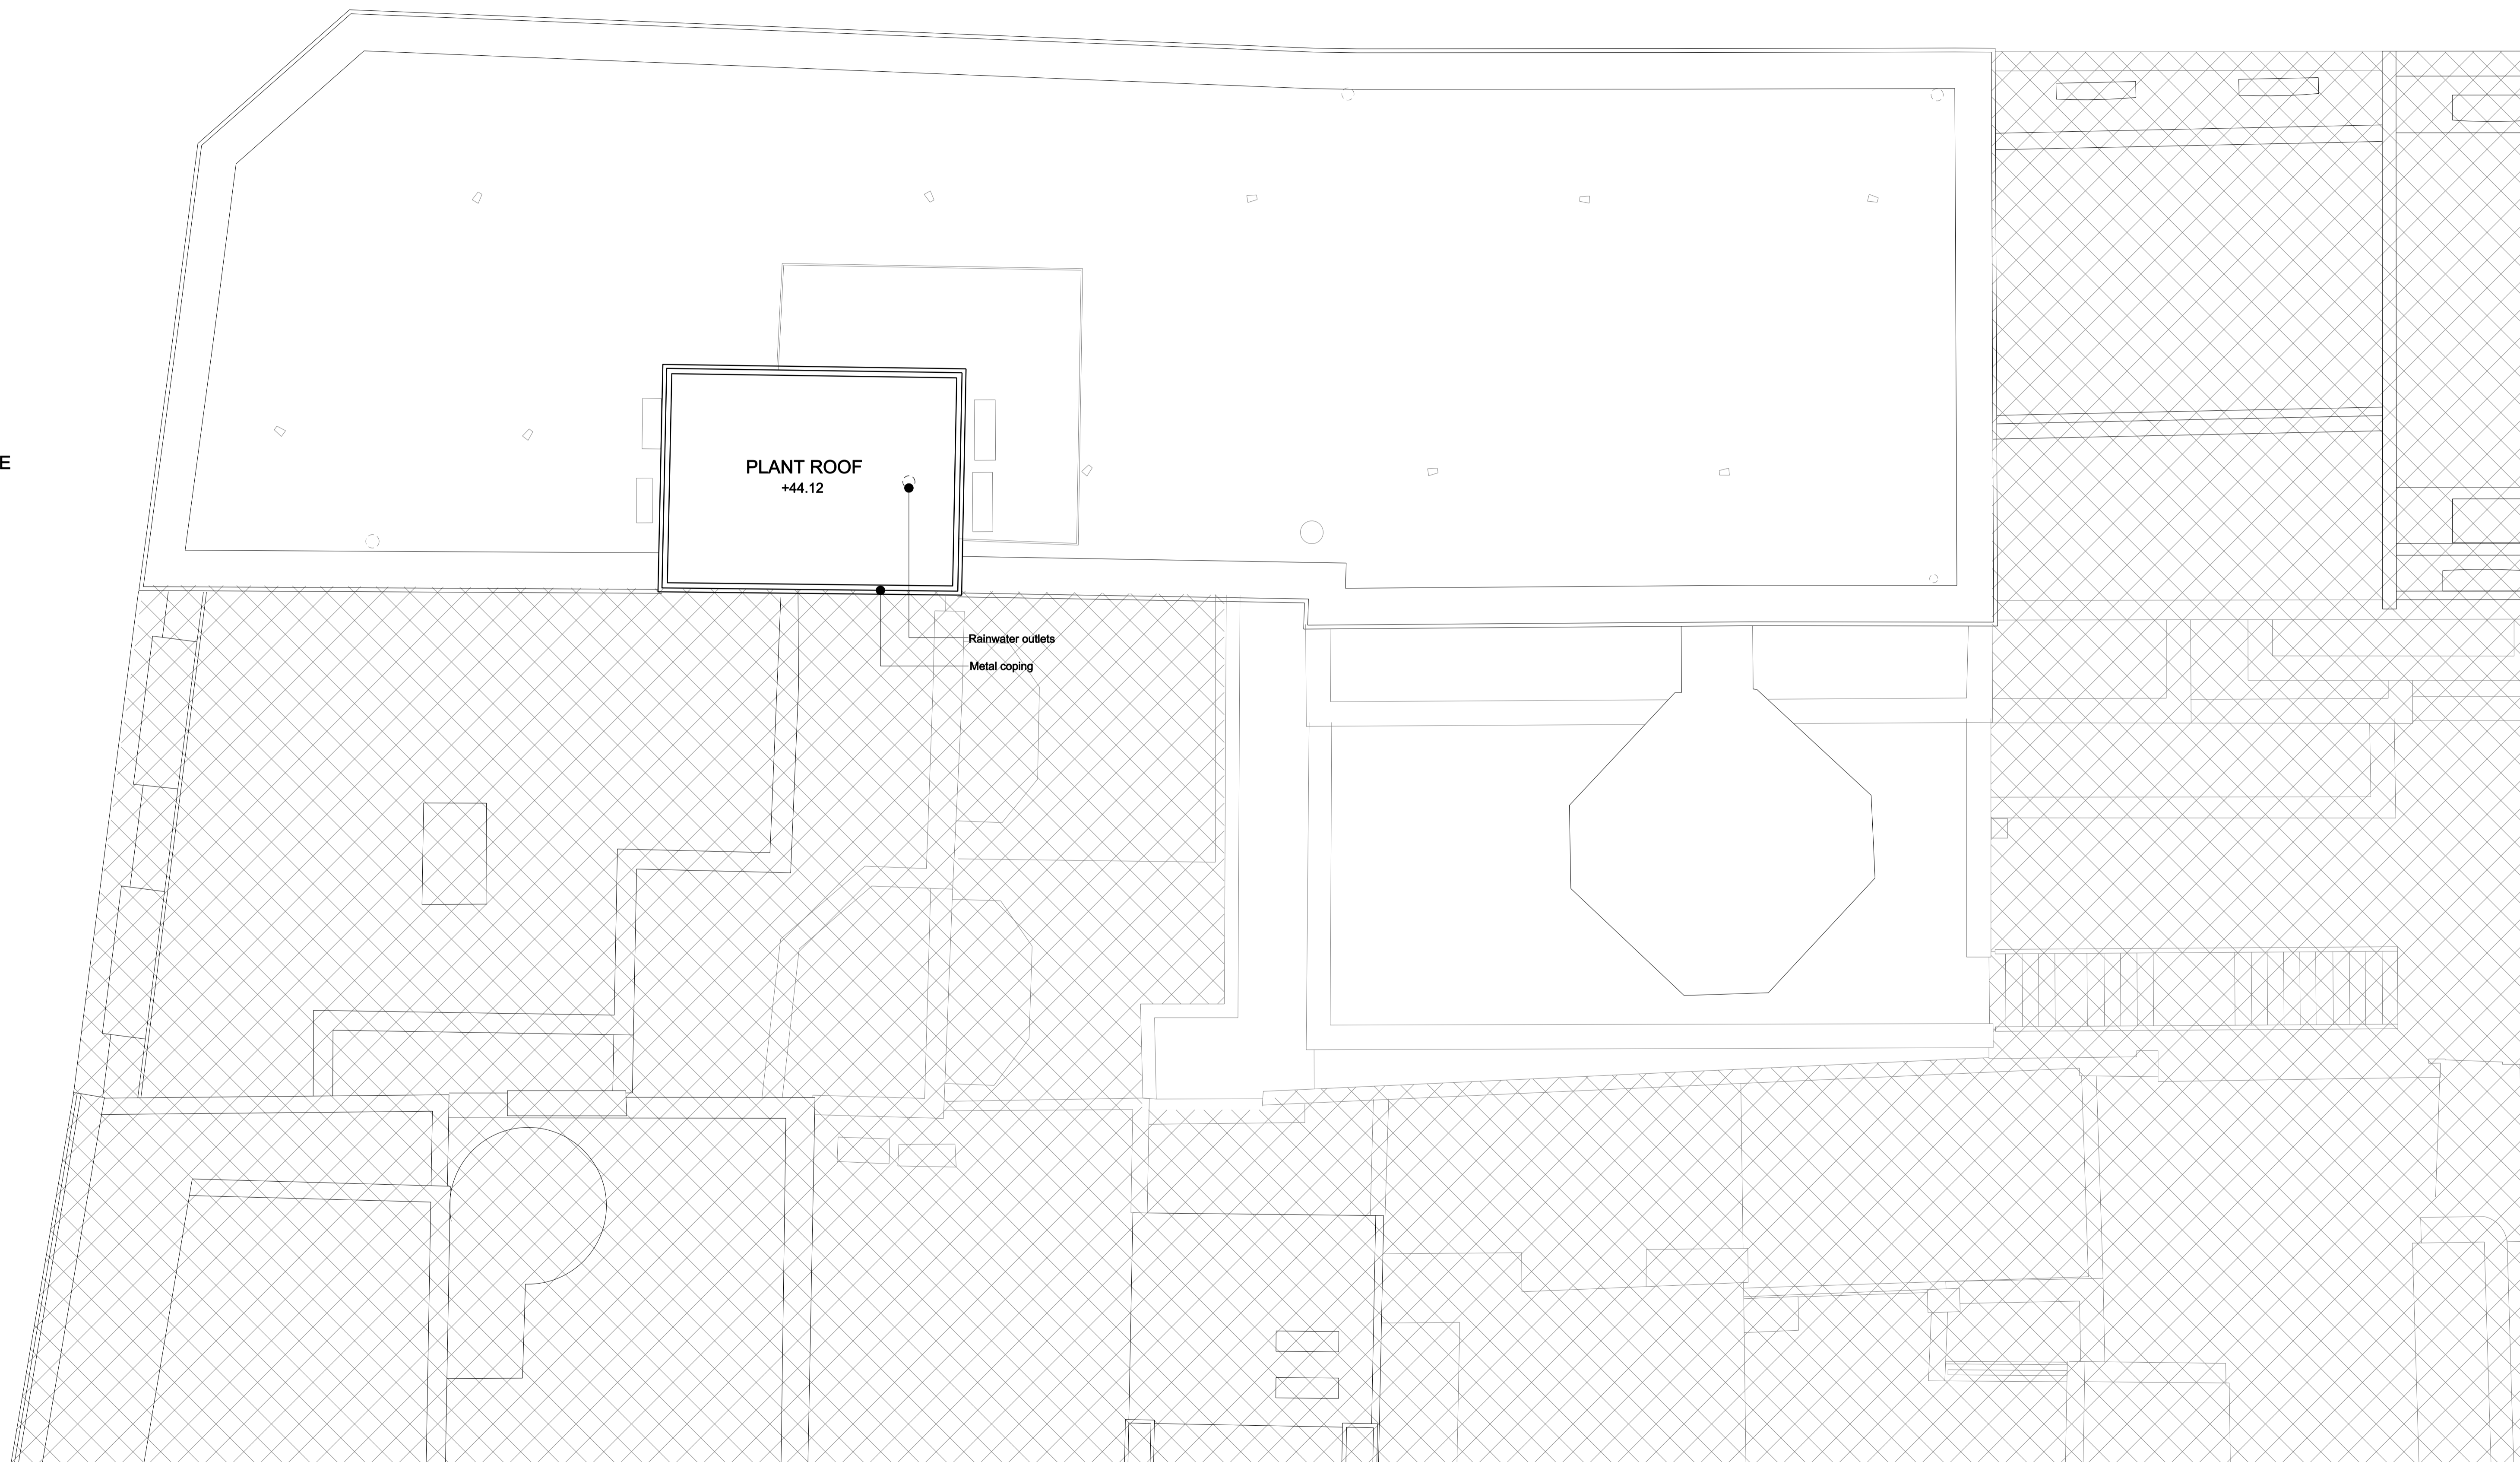 E
PLANT ROOF
+44.12
Rainwater outlets
Metal coping